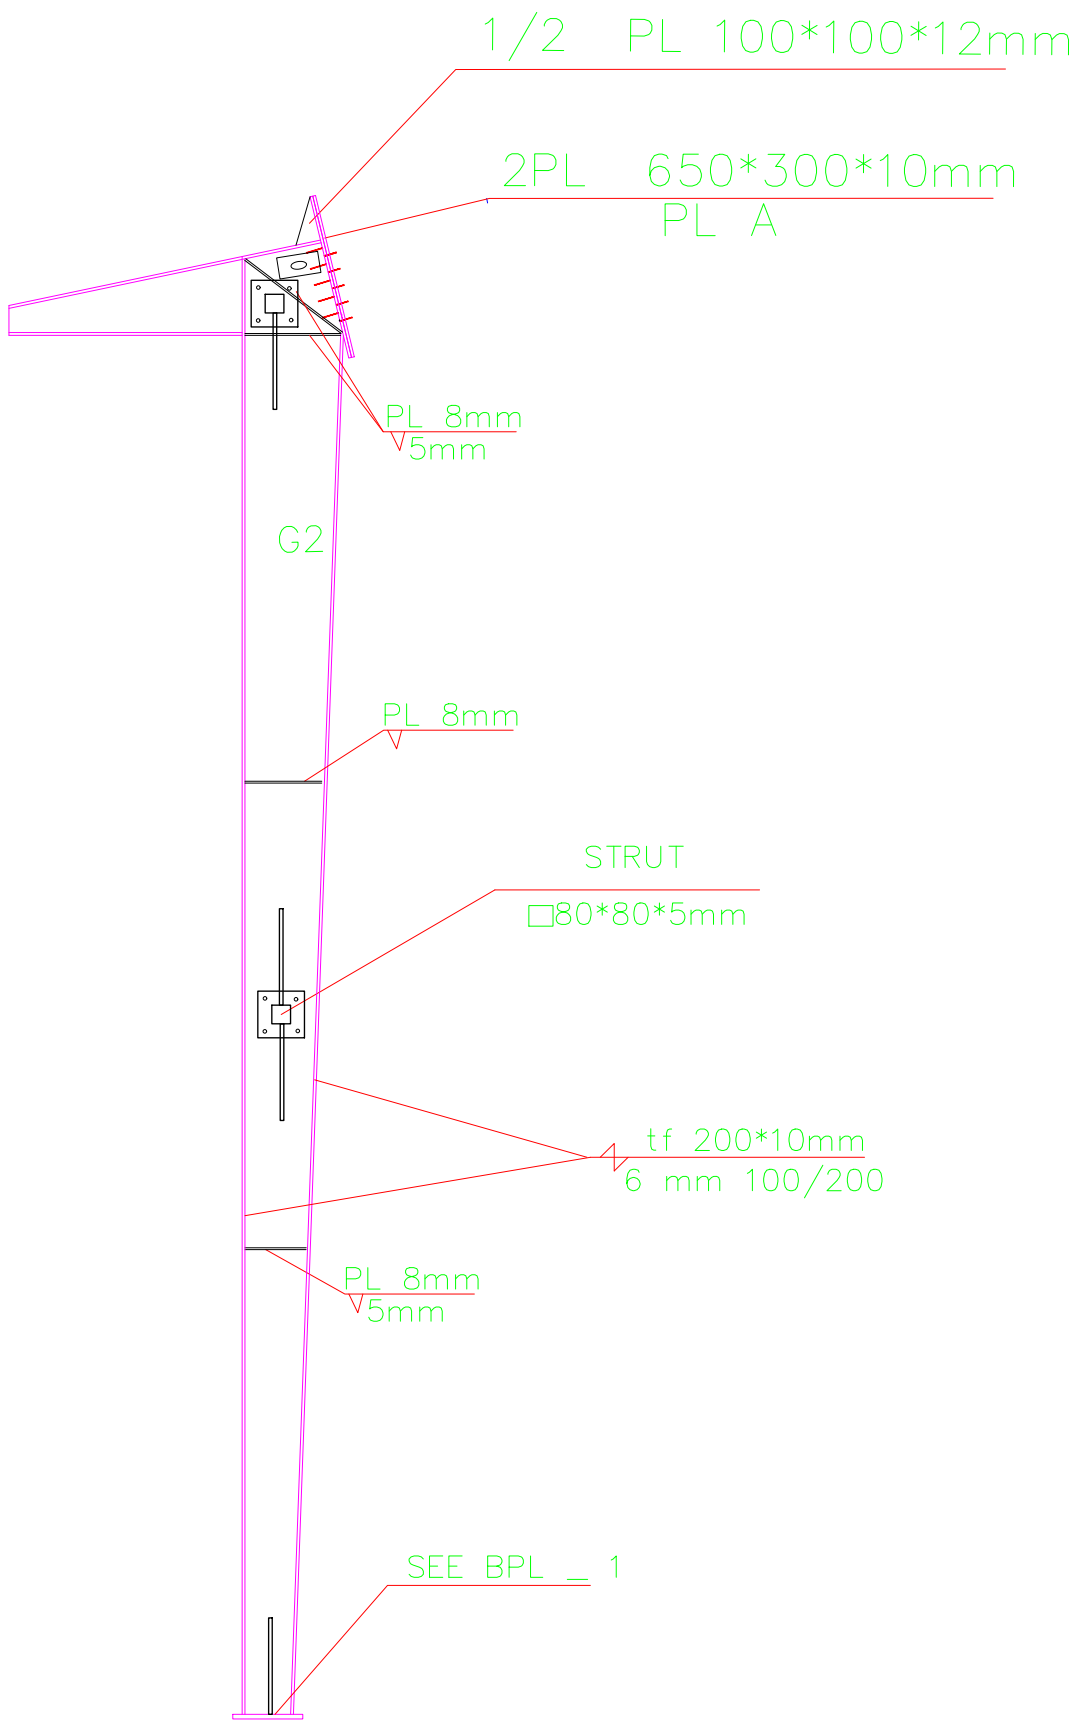 1/2 PL 100*100*12mm
2PL 650*300*10mm
PL A
PL 8mm
5mm
G2
PL 8mm
STRUT
□80*80*5mm
tf 200*10mm
6 mm 100/200
PL 8mm
5mm
SEE BPL _ 1